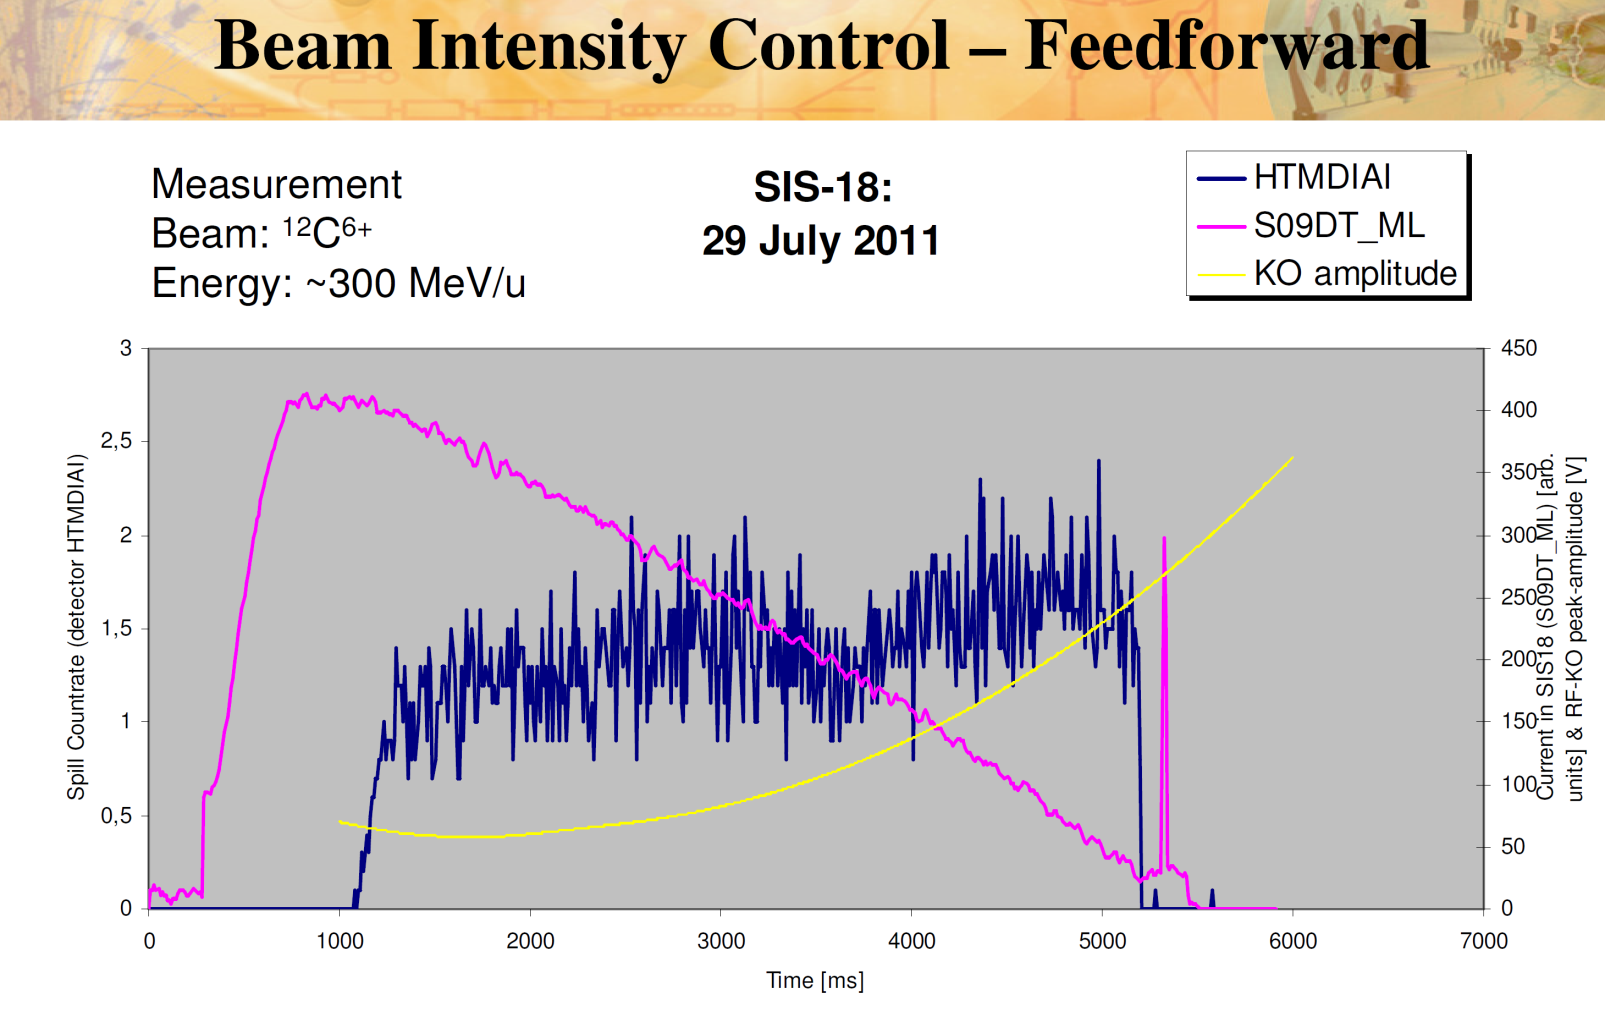 Beam Intensity Control – Feedforward
Measurement
Beam: ¹²C⁶⁺
Energy: ~300 MeV/u
SIS-18:
29 July 2011
HTMDIAI
S09DT_ML
KO amplitude
Spill Countrate (detector HTMDIAI)
3
2,5
2
1,5
1
0,5
0
450
400
350
300
250
200
150
100
50
0
Current in SIS18 (S09DT_ML) [arb.
units] & RF-KO peak-amplitude [V]
0 1000 2000 3000 4000 5000 6000 7000
Time [ms]